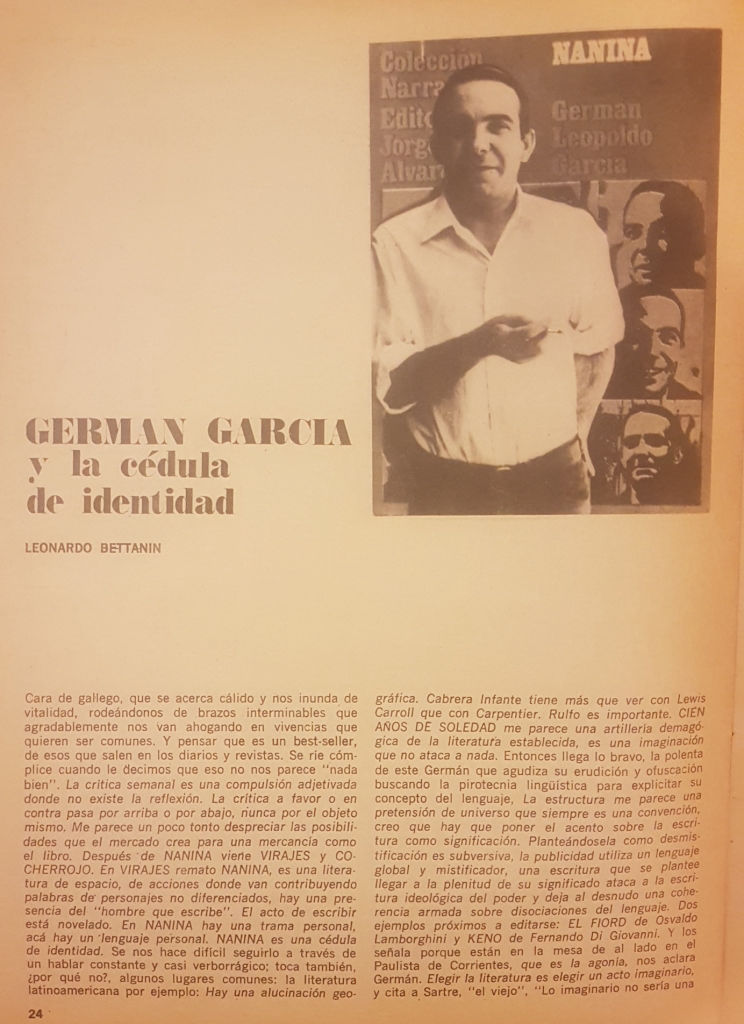 Colección
Narra
Edito
Jorg
Alvar
NANINA
German
Leopoldo
García
GERMAN GARCIA
y la cédula
de identidad
LEONARDO BETTANIN
Cara de gallego, que se acerca cálido y nos inunda de
vitalidad, rodeándonos de brazos interminables que
agradablemente nos van ahogando en vivencias que
quieren ser comunes. Y pensar que es un best-seller,
de esos que salen en los diarios y revistas. Se ríe cóm-
plice cuando le decimos que eso no nos parece "nada
bien". La crítica semanal es una compulsión adjetivada
donde no existe la reflexión. La crítica a favor o en
contra pasa por arriba o por abajo, nunca por el objeto
mismo. Me parece un poco tonto despreciar las posibili-
dades que el mercado crea para una mercancía como
el libro. Después de NANINA viene VIRAJES y CO-
CHERROJO. En VIRAJES remato NANINA, es una litera-
tura de espacio, de acciones donde van contribuyendo
palabras de personajes no diferenciados, hay una pre-
sencia del "hombre que escribe". El acto de escribir
está novelado. En NANINA hay una trama personal,
acá hay un lenguaje personal. NANINA es una cédula
de identidad. Se nos hace difícil seguirlo a través de
un hablar constante y casi verborrágico; toca también,
¿por qué no?, algunos lugares comunes: la literatura
latinoamericana por ejemplo: Hay una alucinación geo-
gráfica. Cabrera Infante tiene más que ver con Lewis
Carroll que con Carpentier. Rulfo es importante. CIEN
AÑOS DE SOLEDAD me parece una artillería demagó-
gica de la literatura establecida, es una imaginación
que no ataca a nada. Entonces llega lo bravo, la polenta
de este Germán que agudiza su erudición y ofuscación
buscando la pirotecnia lingüística para explicitar su
concepto del lenguaje, La estructura me parece una
pretensión de universo que siempre es una convención,
creo que hay que poner el acento sobre la escri-
tura como significación. Planteándosela como desmis-
tificación es subversiva, la publicidad utiliza un lenguaje
global y mistificador, una escritura que se plantee
llegar a la plenitud de su significado ataca a la escri-
tura ideológica del poder y deja al desnudo una cohe-
rencia armada sobre disociaciones del lenguaje. Dos
ejemplos próximos a editarse: EL FIORD de Osvaldo
Lamborghini y KENO de Fernando Di Giovanni. Y los
señala porque están en la mesa de al lado en el
Paulista de Corrientes, que es la agonía, nos aclara
Germán. Elegir la literatura es elegir un acto imaginario,
y cita a Sartre, "el viejo", "Lo imaginario no sería una
24